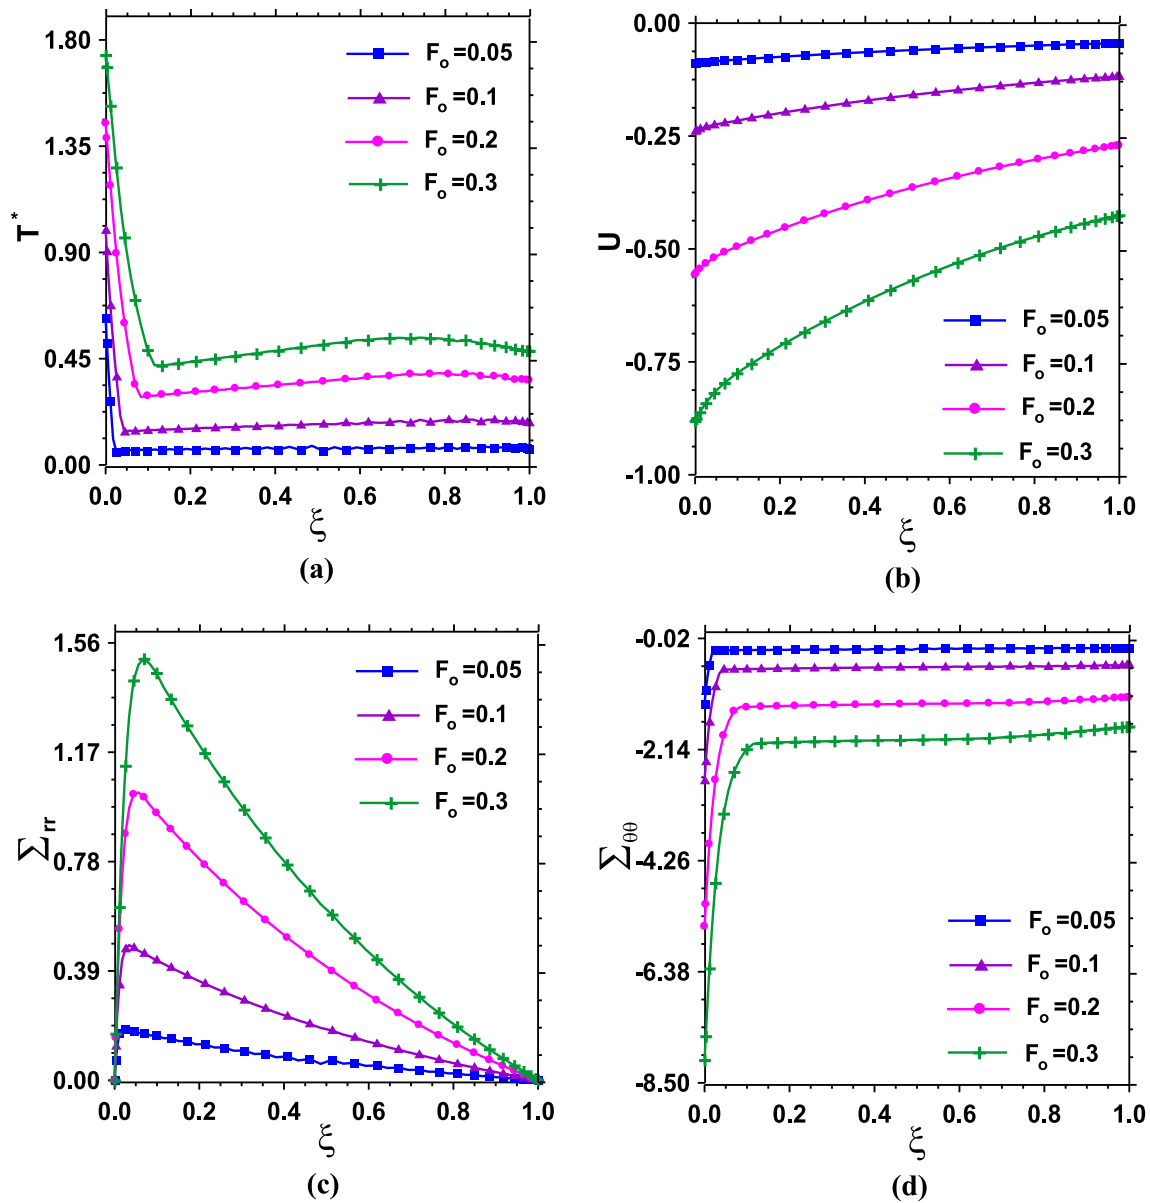 1.80
1.35
0.90
0.45
0.00
T*
F_o=0.05
F_o=0.1
F_o=0.2
F_o=0.3
0.0 0.2 0.4 0.6 0.8 1.0
ξ
(a)
0.00
-0.25
-0.50
-0.75
-1.00
U
F_o=0.05
F_o=0.1
F_o=0.2
F_o=0.3
0.0 0.2 0.4 0.6 0.8 1.0
ξ
(b)
1.56
1.17
0.78
0.39
0.00
Σrr
F_o=0.05
F_o=0.1
F_o=0.2
F_o=0.3
0.0 0.2 0.4 0.6 0.8 1.0
ξ
(c)
-0.02
-2.14
-4.26
-6.38
-8.50
Σθθ
F_o=0.05
F_o=0.1
F_o=0.2
F_o=0.3
0.0 0.2 0.4 0.6 0.8 1.0
ξ
(d)